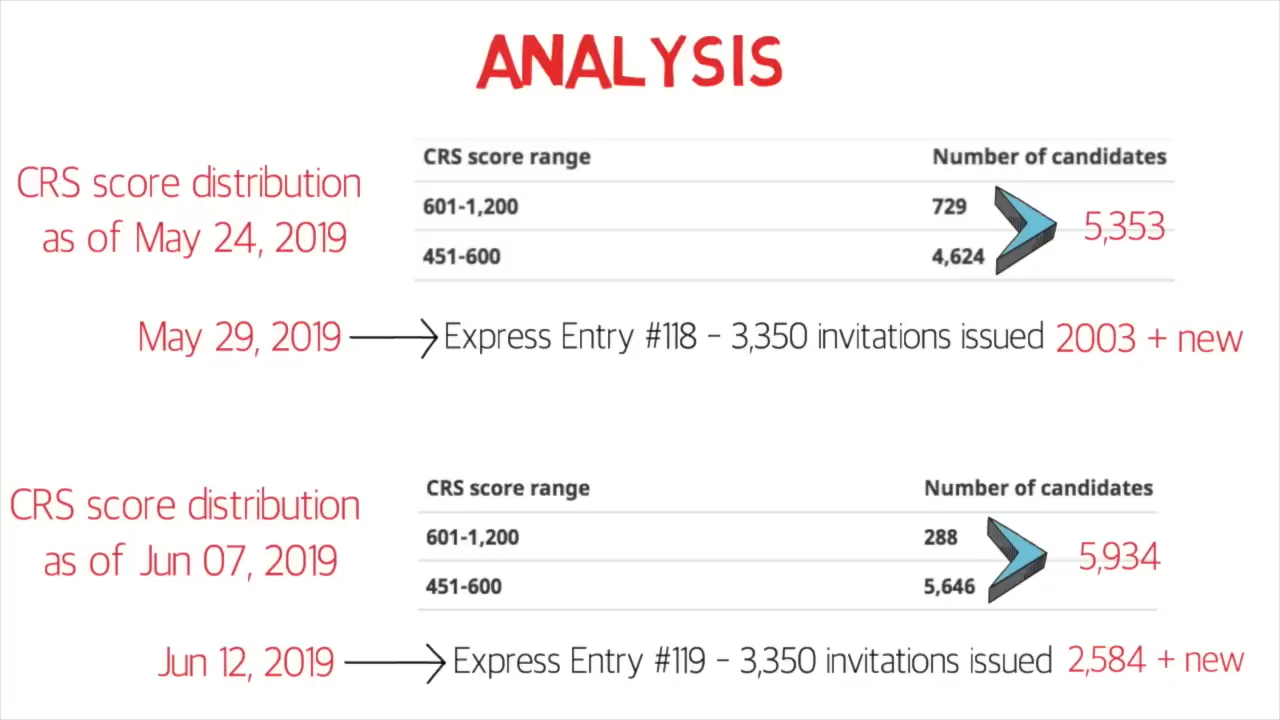 ANALYSIS
CRS score distribution
as of May 24, 2019
CRS score range Number of candidates
601-1,200 729
451-600 4,624
5,353
May 29, 2019 Express Entry #118 - 3,350 invitations issued 2003 + new
CRS score distribution
as of Jun 07, 2019
CRS score range Number of candidates
601-1,200 288
451-600 5,646
5,934
Jun 12, 2019 Express Entry #119 - 3,350 invitations issued 2,584 + new